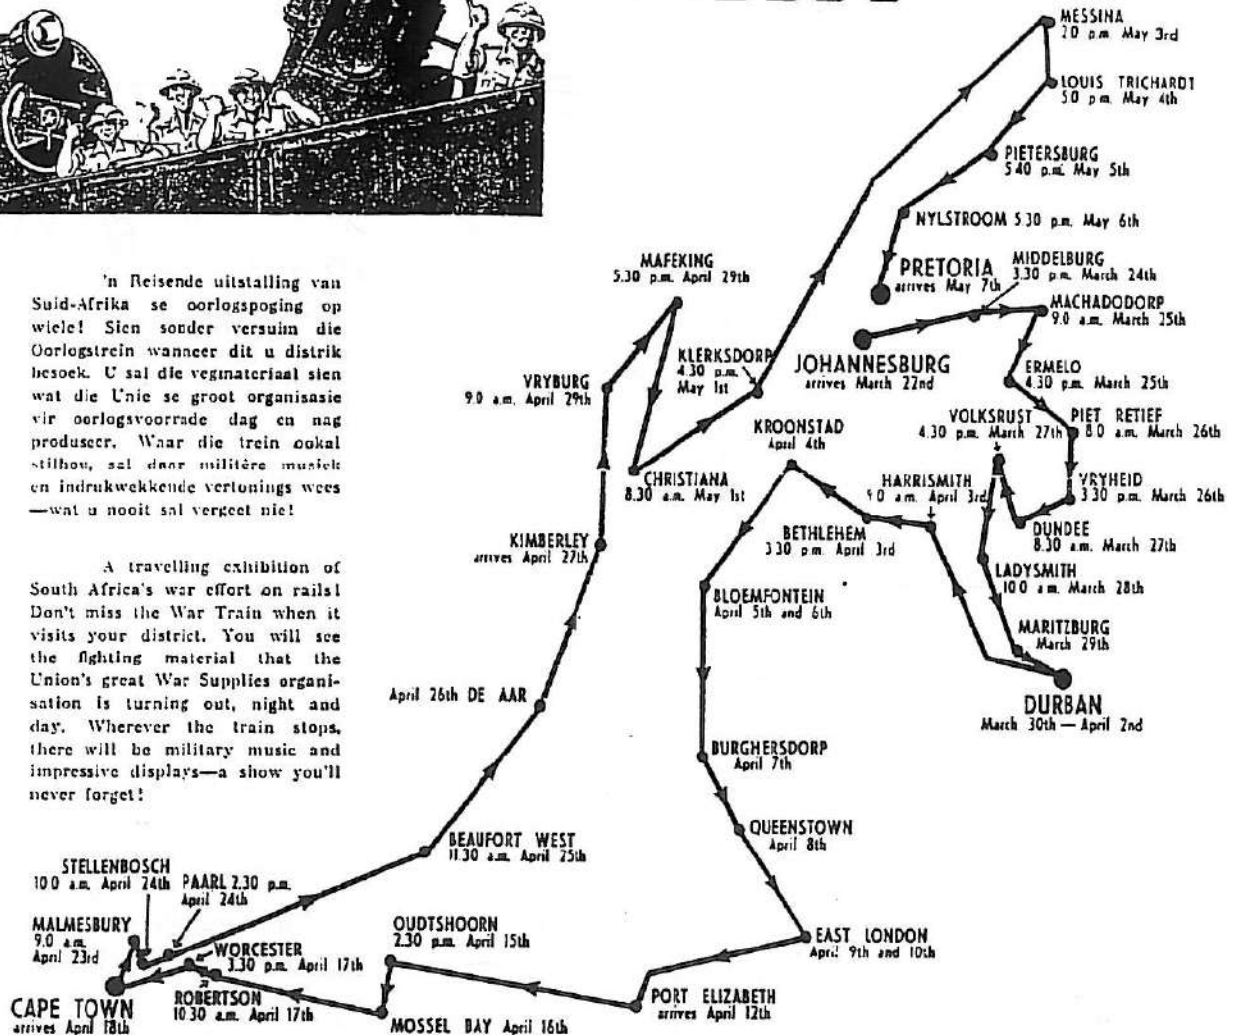 'n Reisende uitstalling van
Suid-Afrika se oorlogspoging op
wiele! Sien sonder versuim die
Oorlogstrein wanneer dit u distrik
besoek. U sal die vegmateriaal sien
wat die Unie se groot organisasie
vir oorlogsvoorrade dag en nag
produseer. Waar die trein ookal
stilhou, sal daar militêre musiek
en indrukwekkende vertonings wees
—wat u nooit sal vergeet nie!
A travelling exhibition of
South Africa's war effort on rails!
Don't miss the War Train when it
visits your district. You will see
the fighting material that the
Union's great War Supplies organi-
sation is turning out, night and
day. Wherever the train stops,
there will be military music and
impressive displays—a show you'll
never forget!
MESSINA
2.0 p.m. May 3rd
LOUIS TRICHARDT
5.0 p.m. May 4th
PIETERSBURG
5.40 p.m. May 5th
NYLSTROOM 5.30 p.m. May 6th
PRETORIA
arrives May 7th
MIDDELBURG
3.30 p.m. March 24th
MACHADODORP
9.0 a.m. March 25th
JOHANNESBURG
arrives March 22nd
ERMELO
4.30 p.m. March 25th
PIET RETIEF
8.0 a.m. March 26th
VRYHEID
3.30 p.m. March 26th
DUNDEE
8.30 a.m. March 27th
VOLKSRUST
4.30 p.m. March 27th
LADYSMITH
10.0 a.m. March 28th
MARITZBURG
March 29th
DURBAN
March 30th — April 2nd
HARRISMITH
9.0 a.m. April 3rd
BETHLEHEM
3.30 p.m. April 3rd
KROONSTAD
April 4th
BLOEMFONTEIN
April 5th and 6th
BURGHERSDORP
April 7th
QUEENSTOWN
April 8th
EAST LONDON
April 9th and 10th
PORT ELIZABETH
arrives April 12th
OUDTSHOORN
2.30 p.m. April 15th
MOSSEL BAY April 16th
ROBERTSON
10.30 a.m. April 17th
WORCESTER
3.30 p.m. April 17th
CAPE TOWN
arrives April 18th
MALMESBURY
9.0 a.m.
April 23rd
STELLENBOSCH
10.0 a.m. April 24th
PAARL 2.30 p.m.
April 24th
BEAUFORT WEST
11.30 a.m. April 25th
April 26th DE AAR
KIMBERLEY
arrives April 27th
VRYBURG
9.0 a.m. April 29th
MAFEKING
5.30 p.m. April 29th
CHRISTIANA
8.30 a.m. May 1st
KLERKSDORP
4.30 p.m.
May 1st